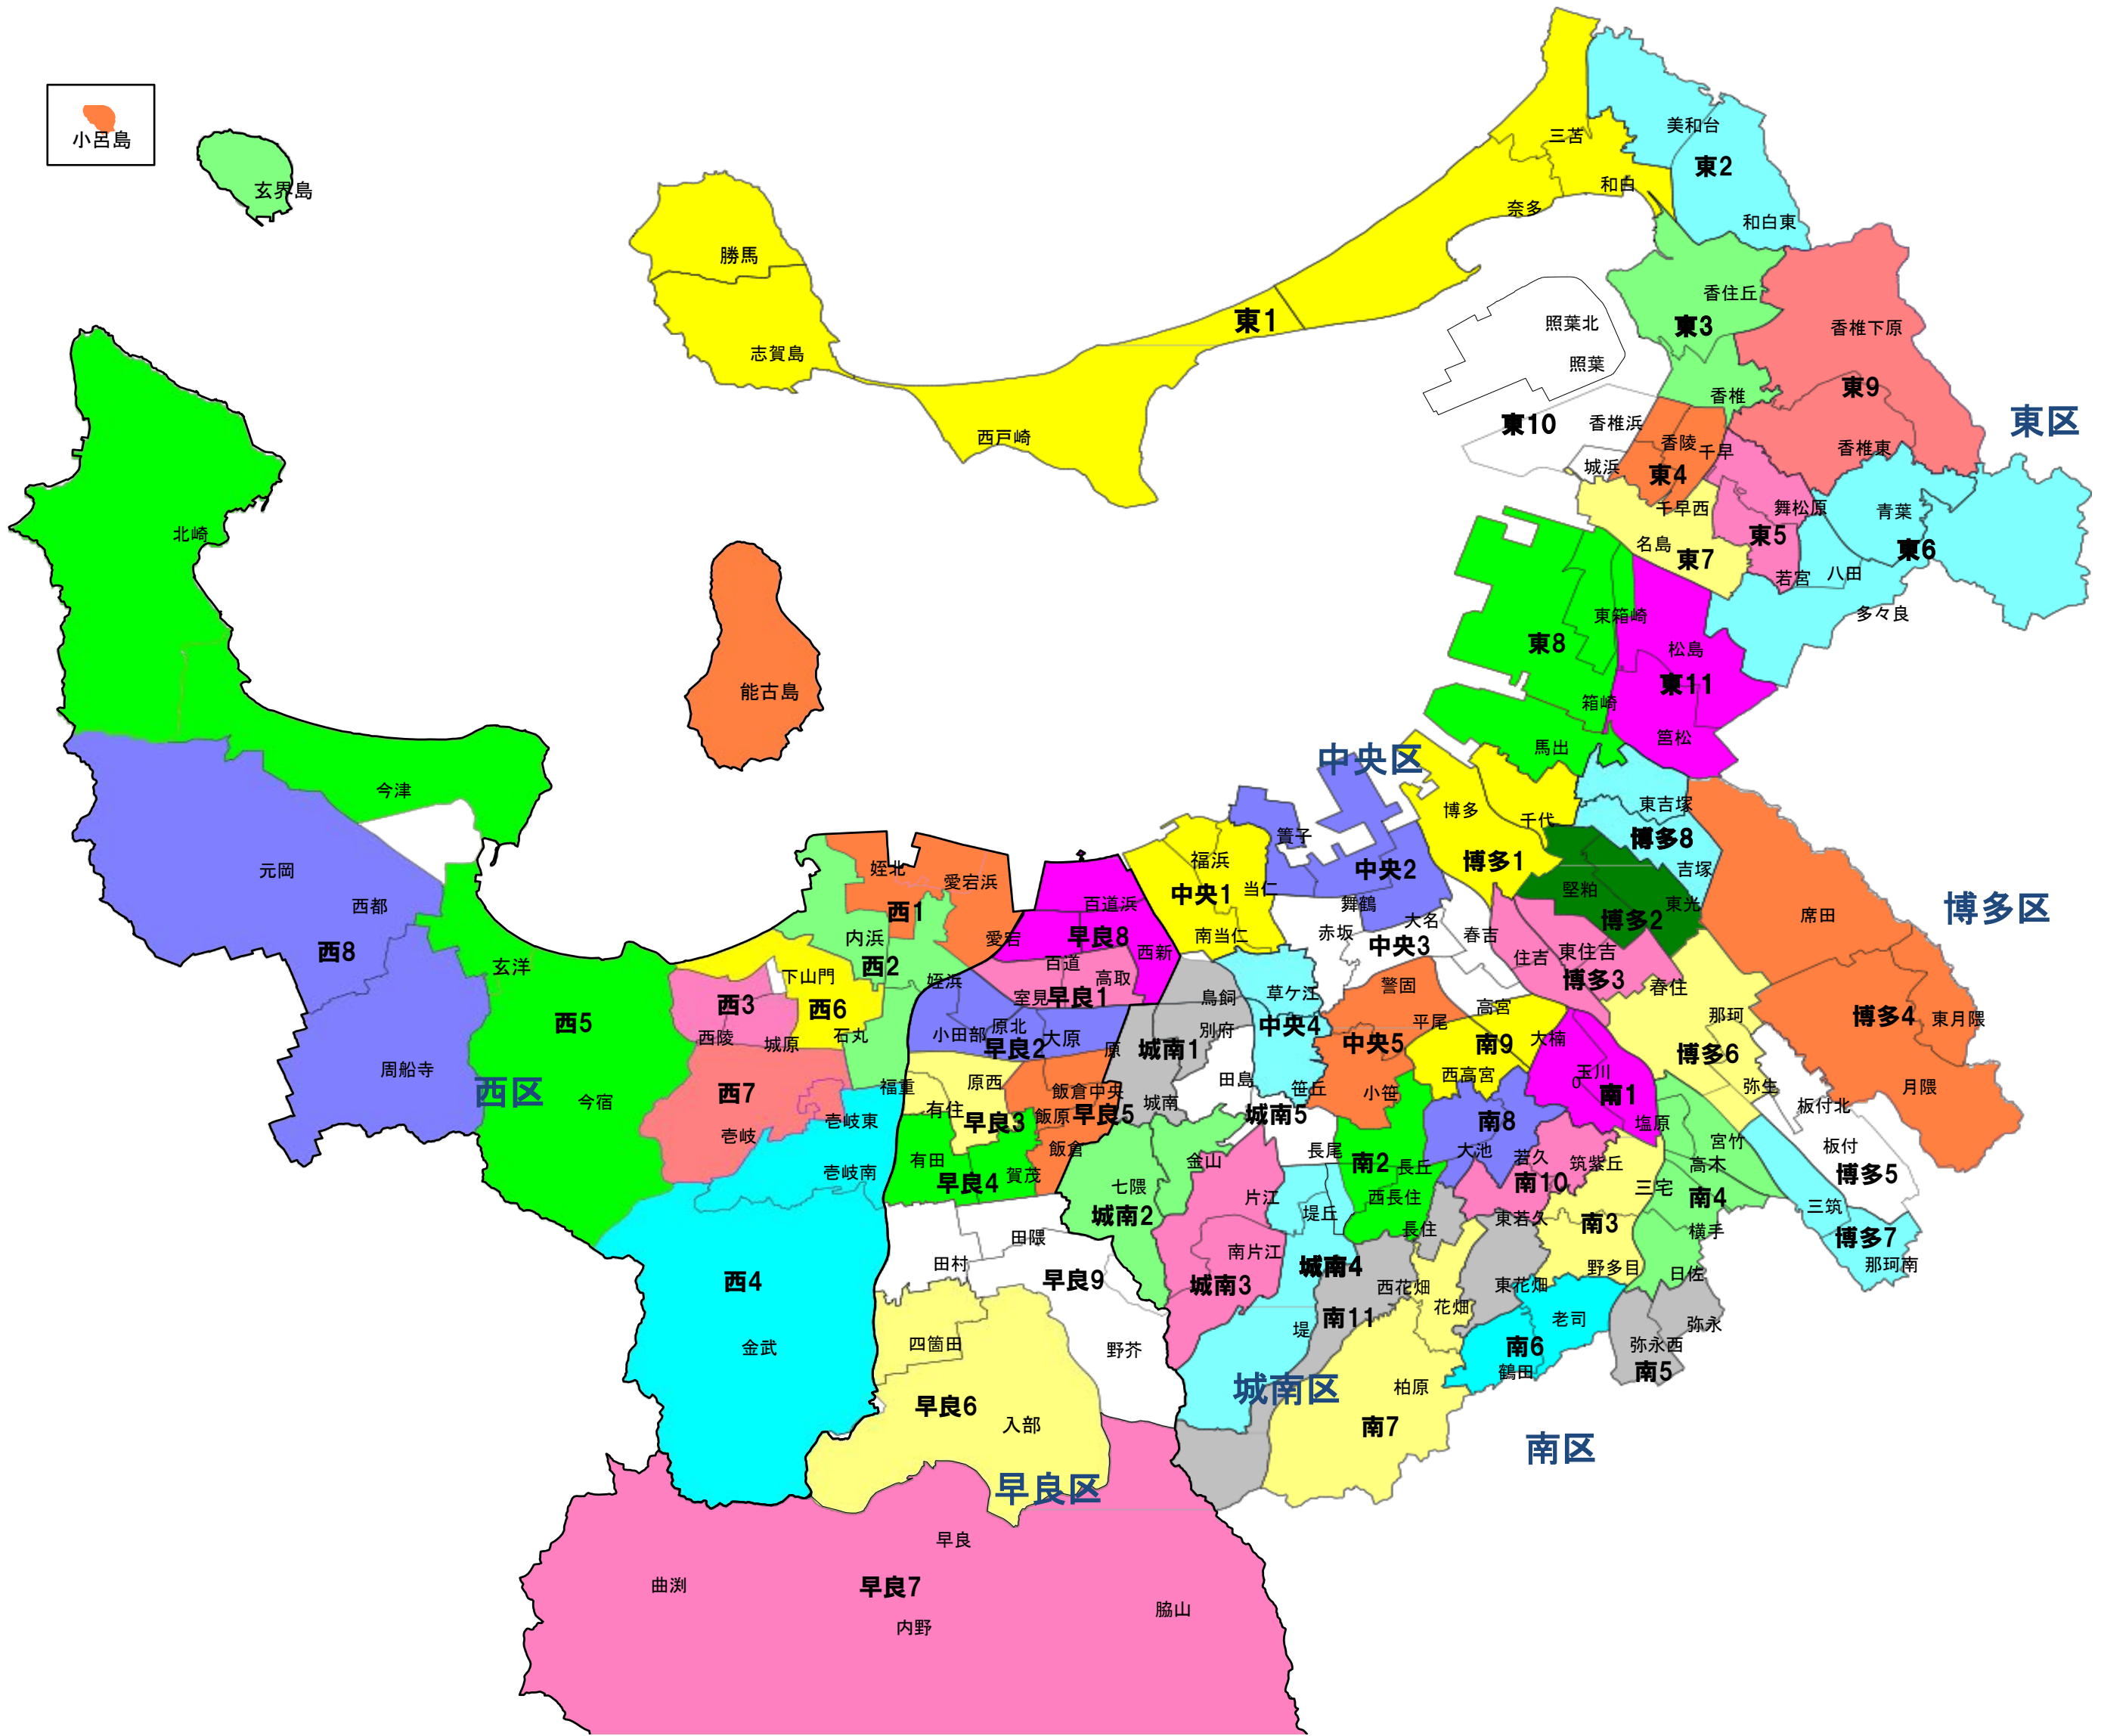 小呂島
玄界島
勝馬
志賀島
西戸崎
東1
奈多
三苫
和白
美和台
東2
和白東
香住丘
東3
香椎
香椎下原
東9
香椎東
東区
照葉北
照葉
東10
香椎浜
城浜
香陵
千早
東4
千早西
名島
東7
舞松原
東5
若宮
青葉
東6
八田
多々良
東箱崎
東8
箱崎
馬出
松島
東11
筥松
北崎
今津
能古島
元岡
西都
西8
周船寺
西区
玄洋
西5
今宿
西3
西陵
城原
下山門
西6
石丸
西7
壱岐
壱岐東
壱岐南
西4
金武
姪北
愛宕浜
西1
内浜
西2
愛宕
姪浜
福重
百道浜
早良8
西新
百道
高取
室見
早良1
小田部
原北
大原
早良2
原
原西
有住
早良3
飯倉中央
飯原
早良5
飯倉
有田
早良4
賀茂
田隈
田村
早良9
野芥
四箇田
早良6
入部
早良区
早良
曲渕
早良7
内野
脇山
中央区
簀子
中央2
舞鶴
大名
福浜
中央1
当仁
南当仁
赤坂
中央3
春吉
草ケ江
中央4
笹丘
警固
平尾
中央5
小笹
高宮
鳥飼
別府
城南1
城南
田島
城南5
長尾
金山
七隈
城南2
片江
南片江
城南3
堤丘
城南4
堤
城南区
博多
千代
博多1
東吉塚
博多8
吉塚
堅粕
東光
博多2
住吉
東住吉
博多3
春住
那珂
博多6
弥生
席田
博多区
博多4
東月隈
月隈
板付北
板付
博多5
三筑
博多7
那珂南
南9
西高宮
大楠
玉川
0
南1
塩原
南8
大池
若久
筑紫丘
南10
東若久
南2
長丘
西長住
長住
三宅
南3
野多目
宮竹
高木
南4
横手
日佐
弥永
弥永西
南5
東花畑
老司
南6
鶴田
西花畑
花畑
南11
柏原
南7
南区